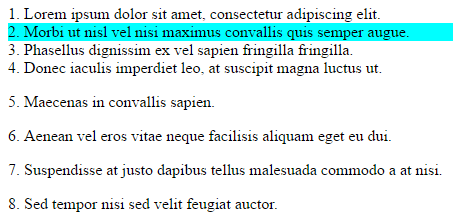 1. Lorem ipsum dolor sit amet, consectetur adipiscing elit.
2. Morbi ut nisl vel nisi maximus convallis quis semper augue.
3. Phasellus dignissim ex vel sapien fringilla fringilla.
4. Donec iaculis imperdiet leo, at suscipit magna luctus ut.
5. Maecenas in convallis sapien.
6. Aenean vel eros vitae neque facilisis aliquam eget eu dui.
7. Suspendisse at justo dapibus tellus malesuada commodo a at nisi.
8. Sed tempor nisi sed velit feugiat auctor.